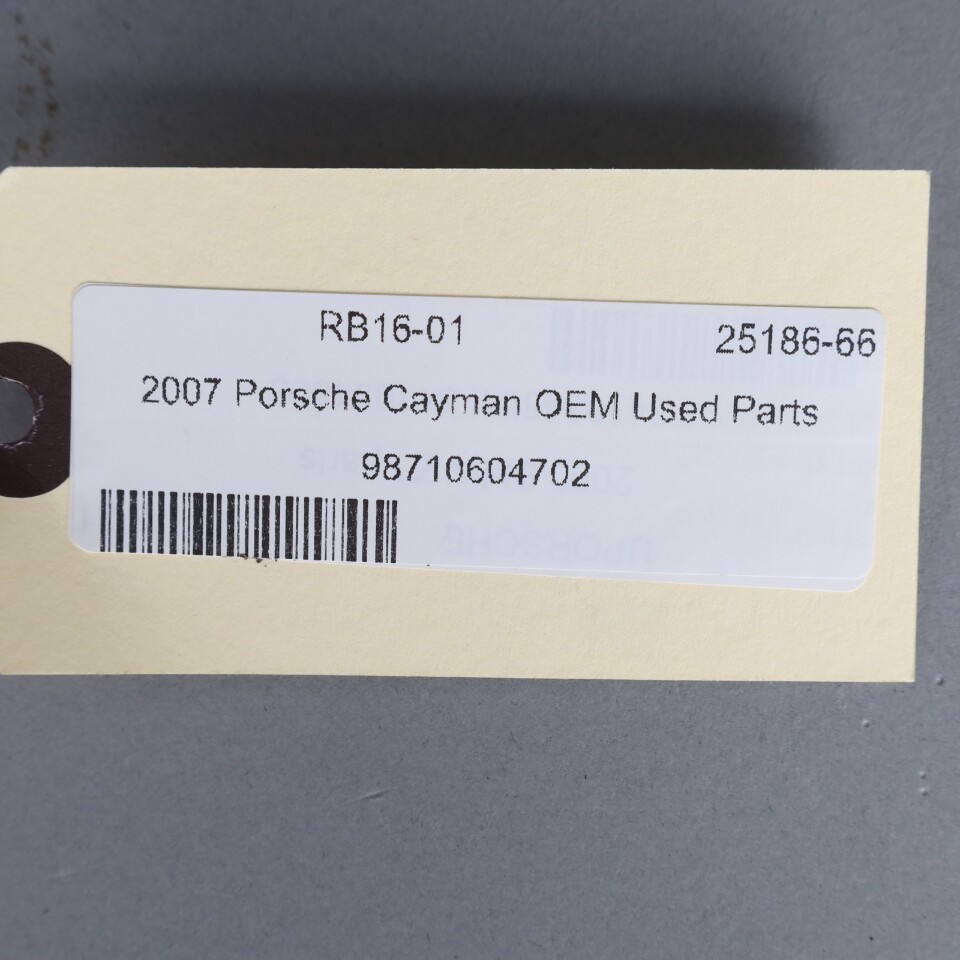 RB16-01 25186-66
2007 Porsche Cayman OEM Used Parts
98710604702